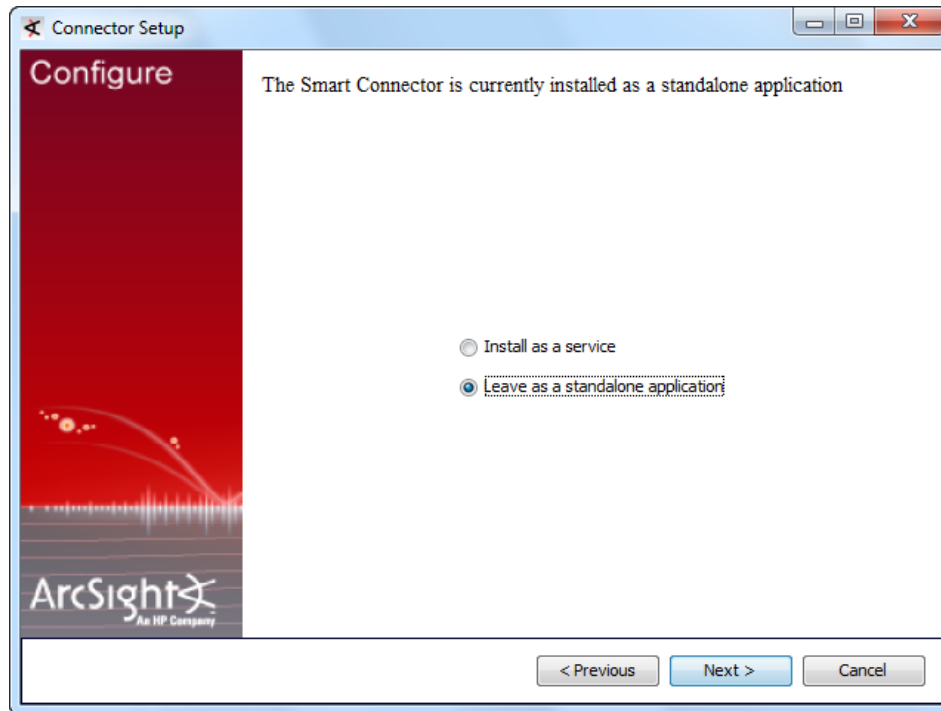 Connector Setup
Configure
The Smart Connector is currently installed as a standalone application
Install as a service
Leave as a standalone application
ArcSight
An HP Company
< Previous
Next >
Cancel